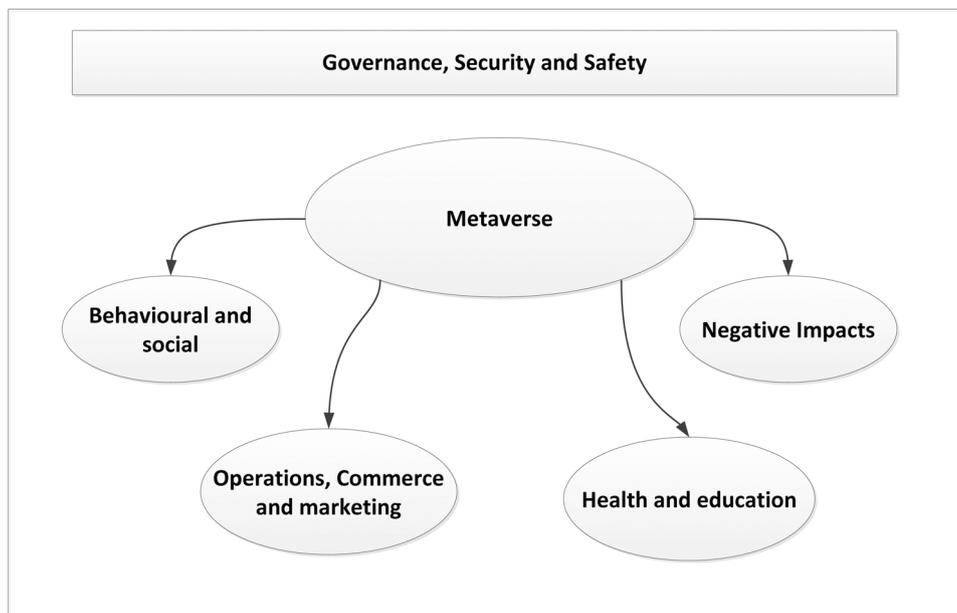 Governance, Security and Safety
Metaverse
Behavioural and
social
Negative Impacts
Operations, Commerce
and marketing
Health and education